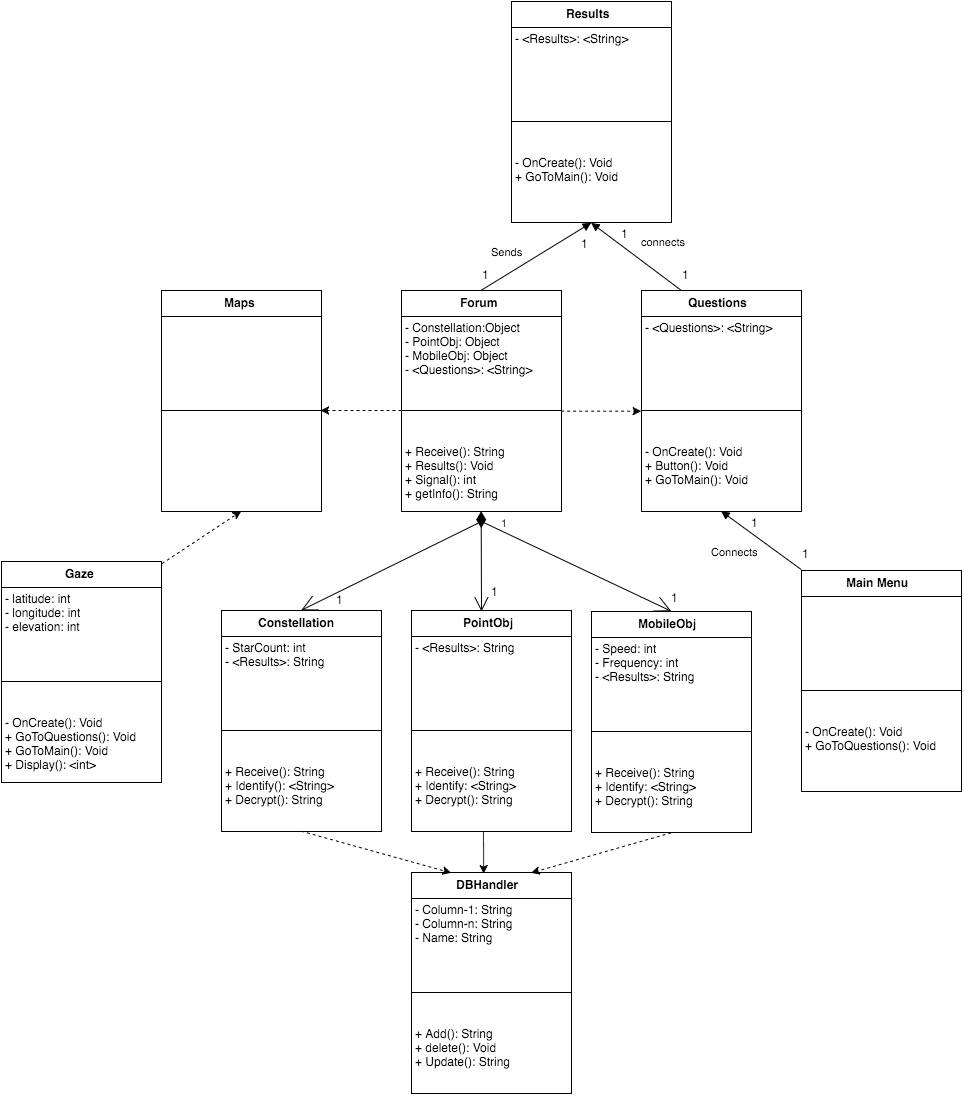 Results
- <Results>: <String>
- OnCreate(): Void
+ GoToMain(): Void
Sends
1
1
1
connects
1
Maps
Forum
- Constellation:Object
- PointObj: Object
- MobileObj: Object
- <Questions>: <String>
+ Receive(): String
+ Results(): Void
+ Signal(): int
+ getInfo(): String
Questions
- <Questions>: <String>
- OnCreate(): Void
+ Button(): Void
+ GoToMain(): Void
1
1
Connects
1
Gaze
- latitude: int
- longitude: int
- elevation: int
- OnCreate(): Void
+ GoToQuestions(): Void
+ GoToMain(): Void
+ Display(): <int>
1
1
1
Constellation
- StarCount: int
- <Results>: String
+ Receive(): String
+ Identify(): <String>
+ Decrypt(): String
PointObj
- <Results>: String
+ Receive(): String
+ Identify: <String>
+ Decrypt(): String
MobileObj
- Speed: int
- Frequency: int
- <Results>: String
+ Receive(): String
+ Identify: <String>
+ Decrypt(): String
Main Menu
- OnCreate(): Void
+ GoToQuestions(): Void
DBHandler
- Column-1: String
- Column-n: String
- Name: String
+ Add(): String
+ delete(): Void
+ Update(): String